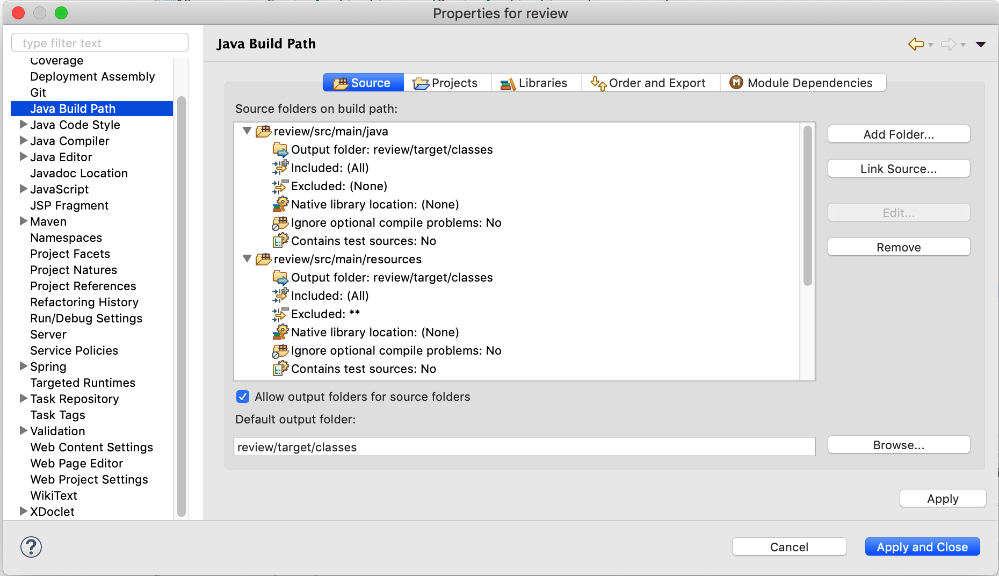 Properties for review
type filter text
Coverage
Deployment Assembly
Git
Java Build Path
Java Code Style
Java Compiler
Java Editor
Javadoc Location
JavaScript
JSP Fragment
Maven
Namespaces
Project Facets
Project Natures
Project References
Refactoring History
Run/Debug Settings
Server
Service Policies
Spring
Targeted Runtimes
Task Repository
Task Tags
Validation
Web Content Settings
Web Page Editor
Web Project Settings
WikiText
XDoclet
Java Build Path
Source Projects Libraries Order and Export M Module Dependencies
Source folders on build path:
review/src/main/java
Output folder: review/target/classes
Included: (All)
Excluded: (None)
Native library location: (None)
Ignore optional compile problems: No
Contains test sources: No
review/src/main/resources
Output folder: review/target/classes
Included: (All)
Excluded: **
Native library location: (None)
Ignore optional compile problems: No
Contains test sources: No
Add Folder...
Link Source...
Edit...
Remove
Allow output folders for source folders
Default output folder:
review/target/classes
Browse...
Apply
?
Cancel
Apply and Close